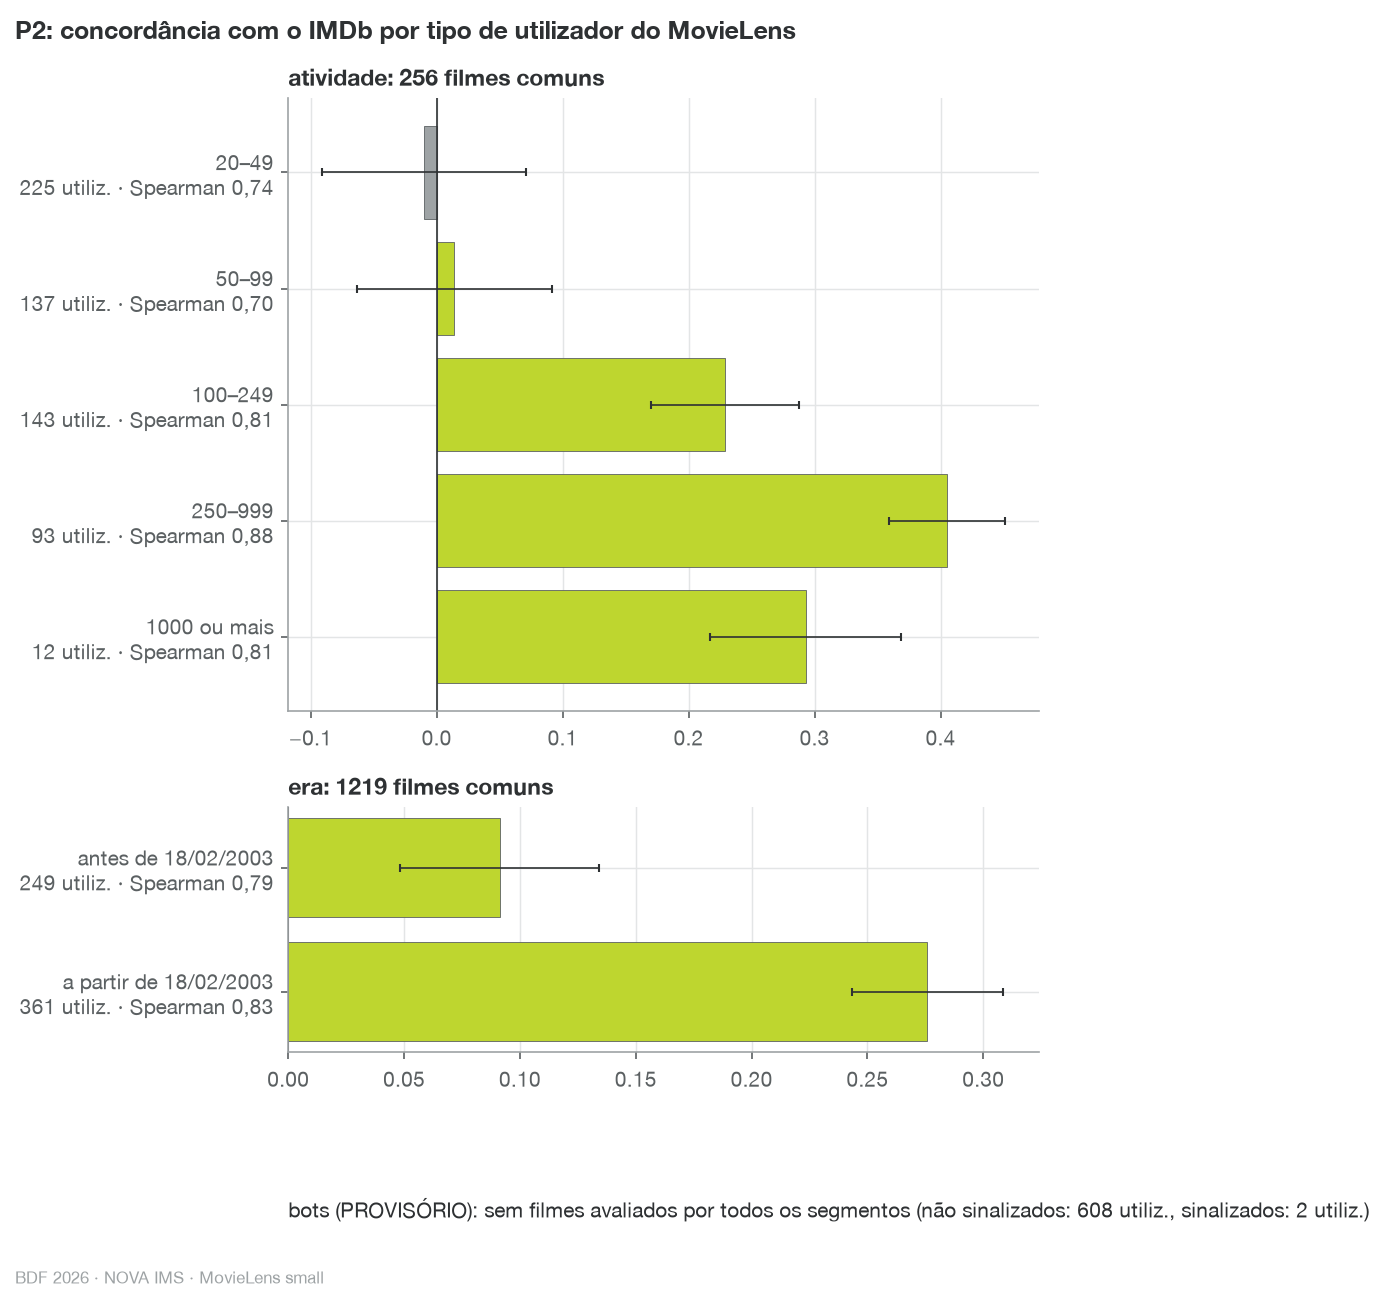 P2: concordância com o IMDb por tipo de utilizador do MovieLens
atividade: 256 filmes comuns
20–49
225 utiliz. · Spearman 0,74
50–99
137 utiliz. · Spearman 0,70
100–249
143 utiliz. · Spearman 0,81
250–999
93 utiliz. · Spearman 0,88
1000 ou mais
12 utiliz. · Spearman 0,81
−0.1 0.0 0.1 0.2 0.3 0.4
era: 1219 filmes comuns
antes de 18/02/2003
249 utiliz. · Spearman 0,79
a partir de 18/02/2003
361 utiliz. · Spearman 0,83
0.00 0.05 0.10 0.15 0.20 0.25 0.30
bots (PROVISÓRIO): sem filmes avaliados por todos os segmentos (não sinalizados: 608 utiliz., sinalizados: 2 utiliz.)
BDF 2026 · NOVA IMS · MovieLens small